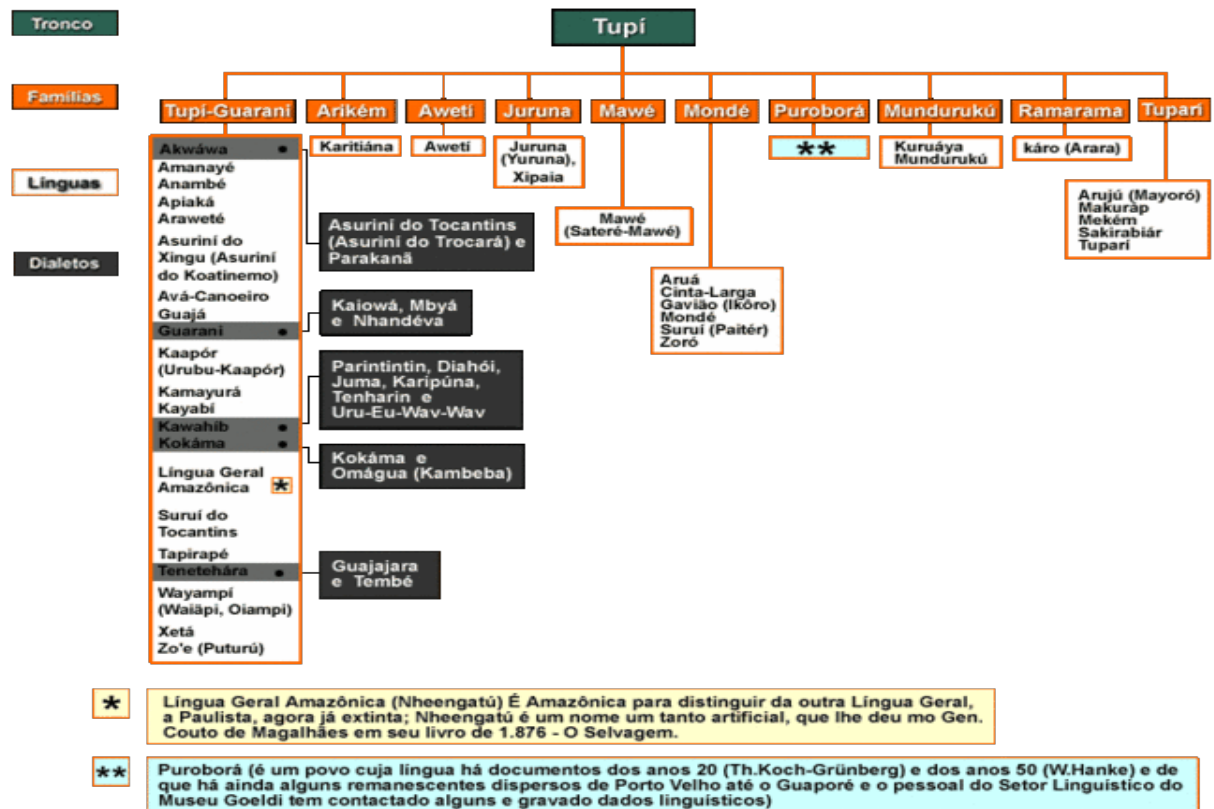 Tronco
Tupí
Famílias
Tupí-Guaraní
Arikém
Awetí
Juruna
Mawé
Mondé
Puroborá
Mundurukú
Ramarama
Tuparí
Línguas
Dialetos
Akwáwa
Amanayé
Anambé
Apiaká
Araweté
Asuriní do
Xingu (Asuriní
do Koatinemo)
Avá-Canoeiro
Guajá
Guarani
Kaapór
(Urubu-Kaapór)
Kamayurá
Kayabí
Kawahíb
Kokáma
Língua Geral
Amazônica *
Suruí do
Tocantins
Tapirapé
Tenetehára
Wayampí
(Waiãpi, Oiampi)
Xetá
Zo'e (Puturú)
Asuriní do Tocantins
(Asuriní do Trocará) e
Parakanã
Kaiowá, Mbyá
e Nhandéva
Parintintin, Diahói,
Juma, Karipúna,
Tenharin e
Uru-Eu-Wav-Wav
Kokáma e
Omágua (Kambeba)
Guajajara
e Tembé
Karitiána
Awetí
Juruna
(Yuruna),
Xipaia
Mawé
(Sateré-Mawé)
Aruá
Cinta-Larga
Gavião (Ikôro)
Mondé
Suruí (Paitér)
Zoró
**
Kuruáya
Mundurukú
káro (Arara)
Arujú (Mayoró)
Makuràp
Mekém
Sakirabiár
Tuparí
*
Língua Geral Amazônica (Nheengatú) É Amazônica para distinguir da outra Língua Geral,
a Paulista, agora já extinta; Nheengatú é um nome um tanto artificial, que lhe deu mo Gen.
Couto de Magalhães em seu livro de 1.876 - O Selvagem.
**
Puroborá (é um povo cuja língua há documentos dos anos 20 (Th.Koch-Grünberg) e dos anos 50 (W.Hanke) e de
que há ainda alguns remanescentes dispersos de Porto Velho até o Guaporé e o pessoal do Setor Linguístico do
Museu Goeldi tem contactado alguns e gravado dados linguísticos)